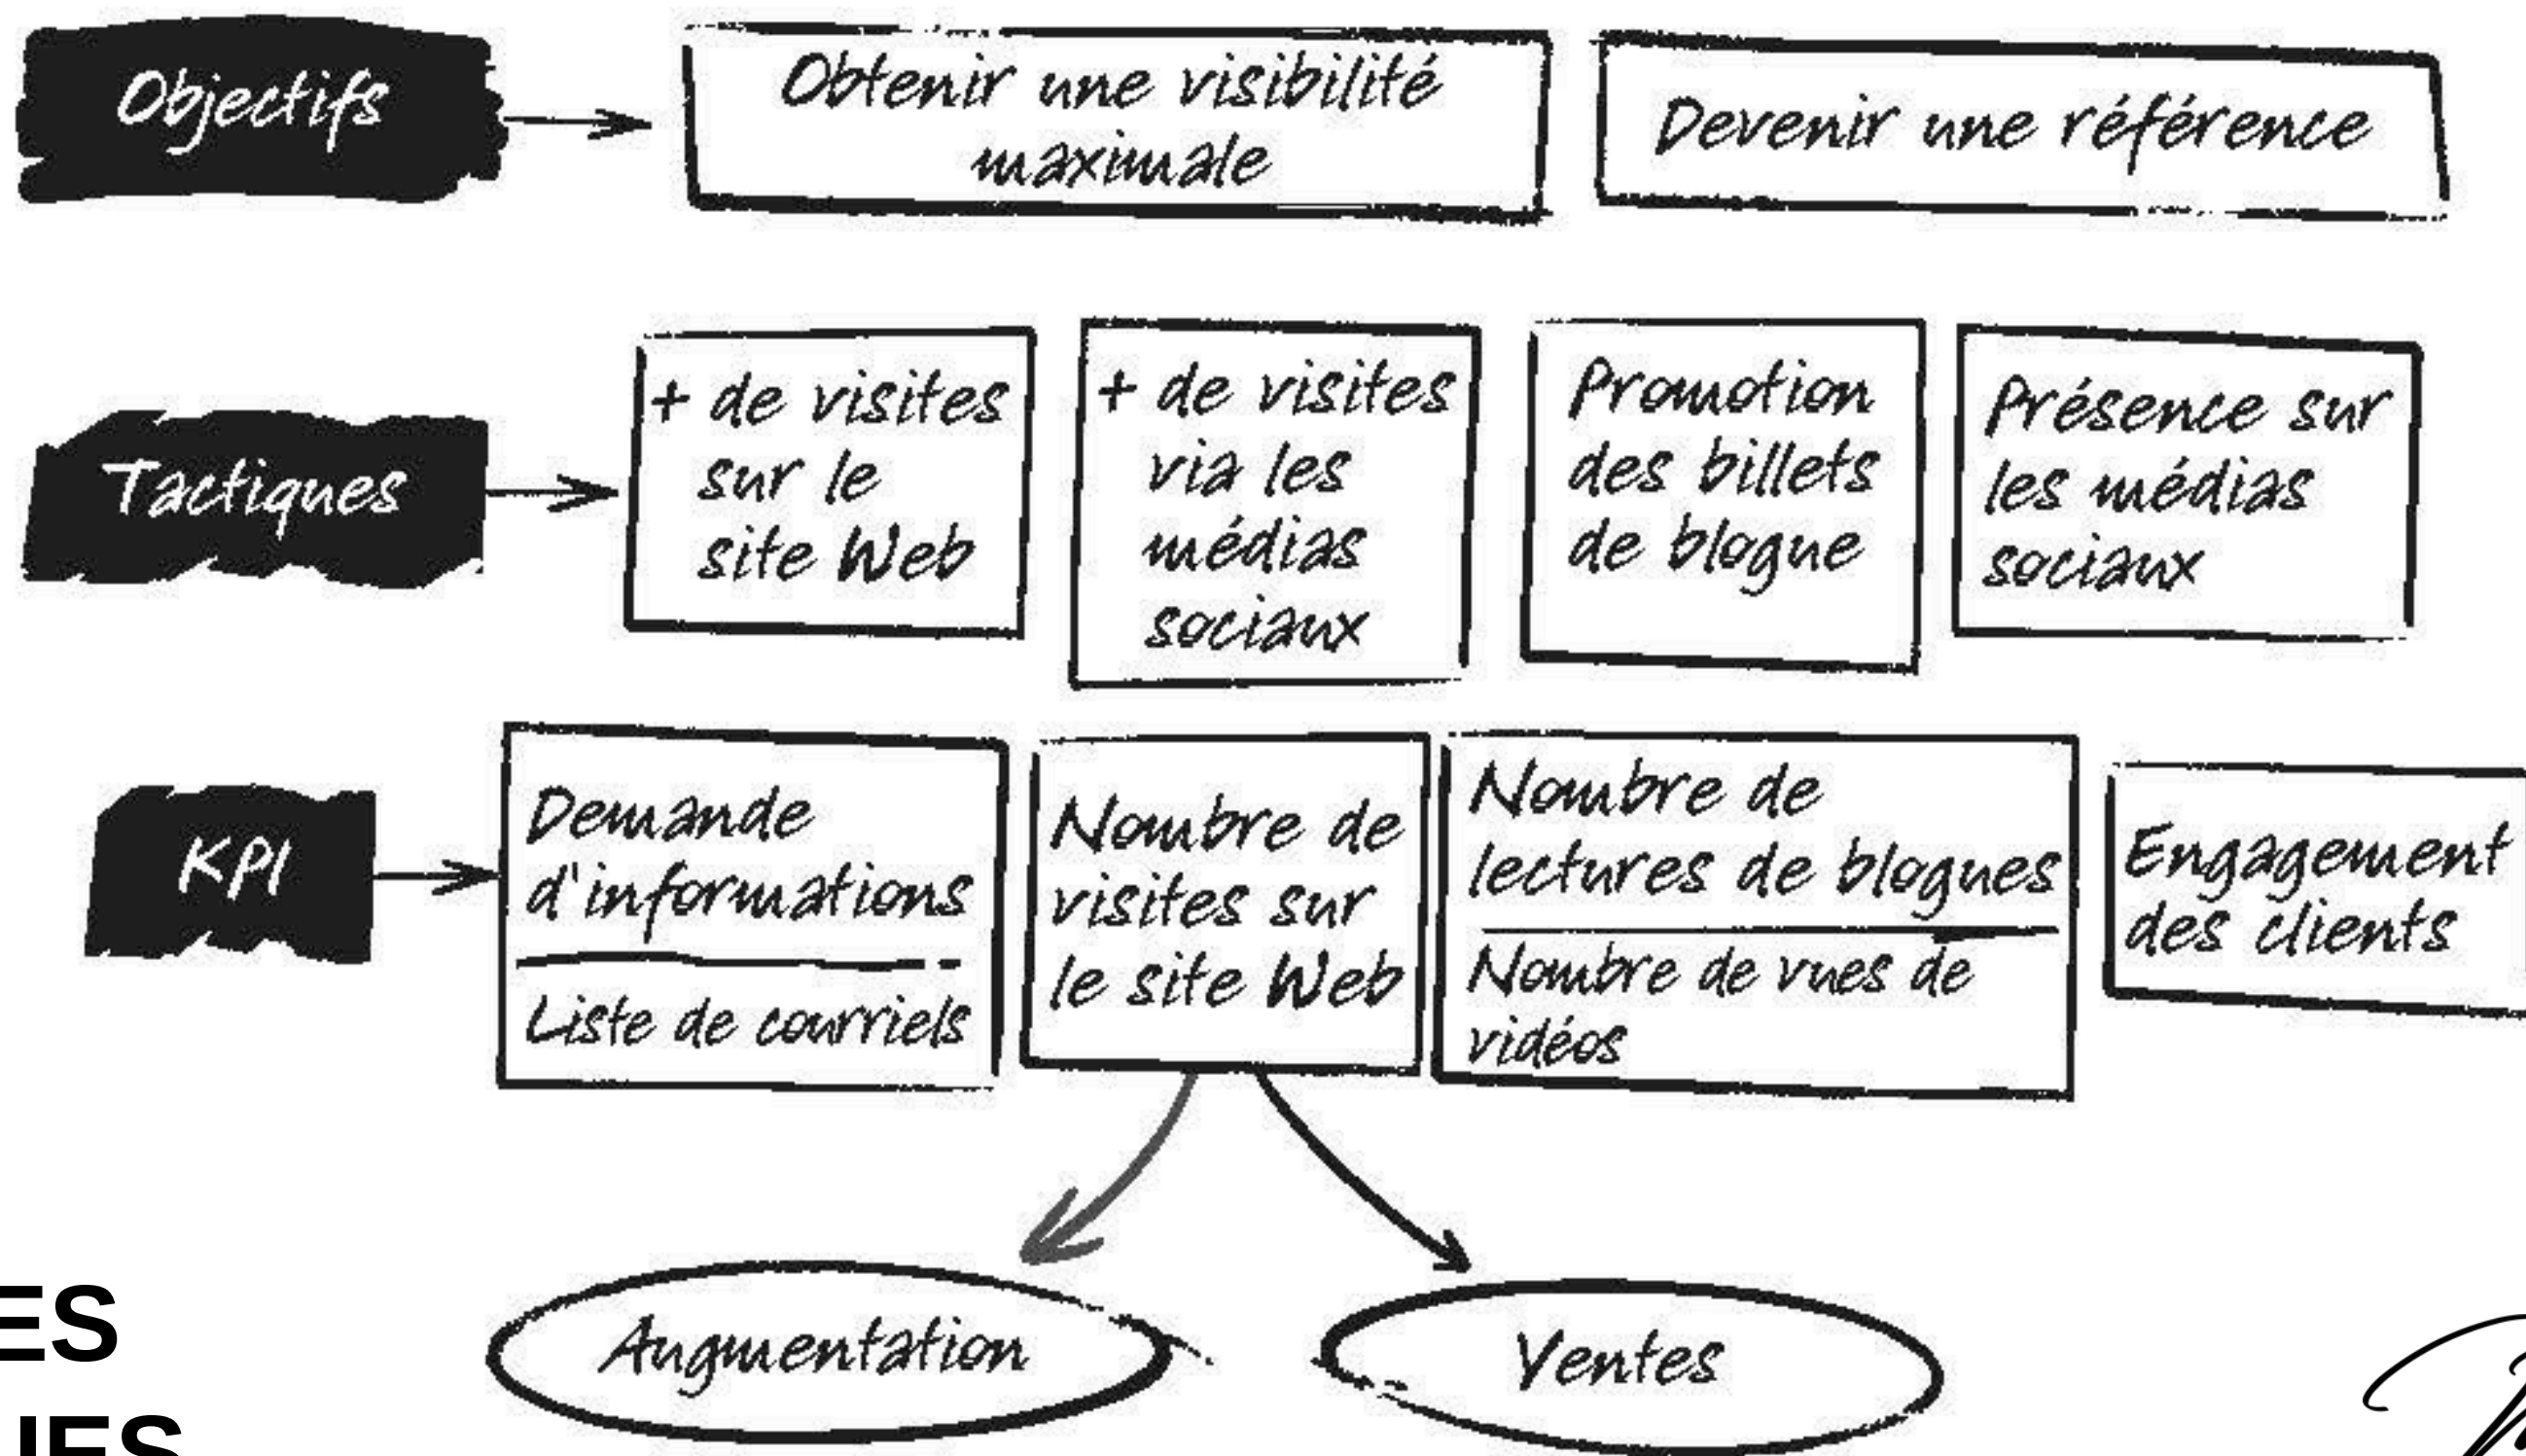 Objectifs
Obtenir une visibilité
maximale
Devenir une référence
Tactiques
+ de visites
sur le
site Web
+ de visites
via les
médias
sociaux
Promotion
des billets
de blogue
Présence sur
les médias
sociaux
KPI
Demande
d'informations
Liste de courriels
Nombre de
visites sur
le site Web
Nombre de
lectures de blogues
Nombre de vues de
vidéos
Engagement
des clients
Augmentation
Ventes